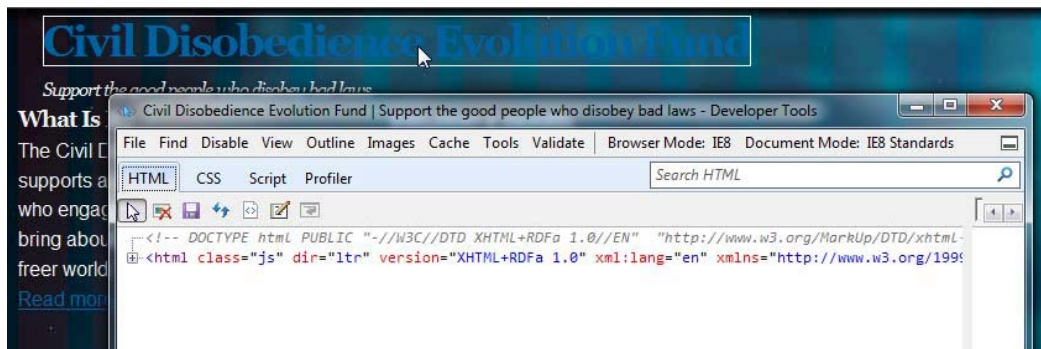 Civil Disobedience Evolution Fund
Support the good people who disobey bad laws
What Is
The Civil D
supports a
who engag
bring abou
freer world
Read more
Civil Disobedience Evolution Fund | Support the good people who disobey bad laws - Developer Tools
File Find Disable View Outline Images Cache Tools Validate Browser Mode: IE8 Document Mode: IE8 Standards
HTML CSS Script Profiler Search HTML
<!-- DOCTYPE html PUBLIC "-//W3C//DTD XHTML+RDFa 1.0//EN" "http://www.w3.org/MarkUp/DTD/xhtml-
<html class="js" dir="ltr" version="XHTML+RDFa 1.0" xml:lang="en" xmlns="http://www.w3.org/1999